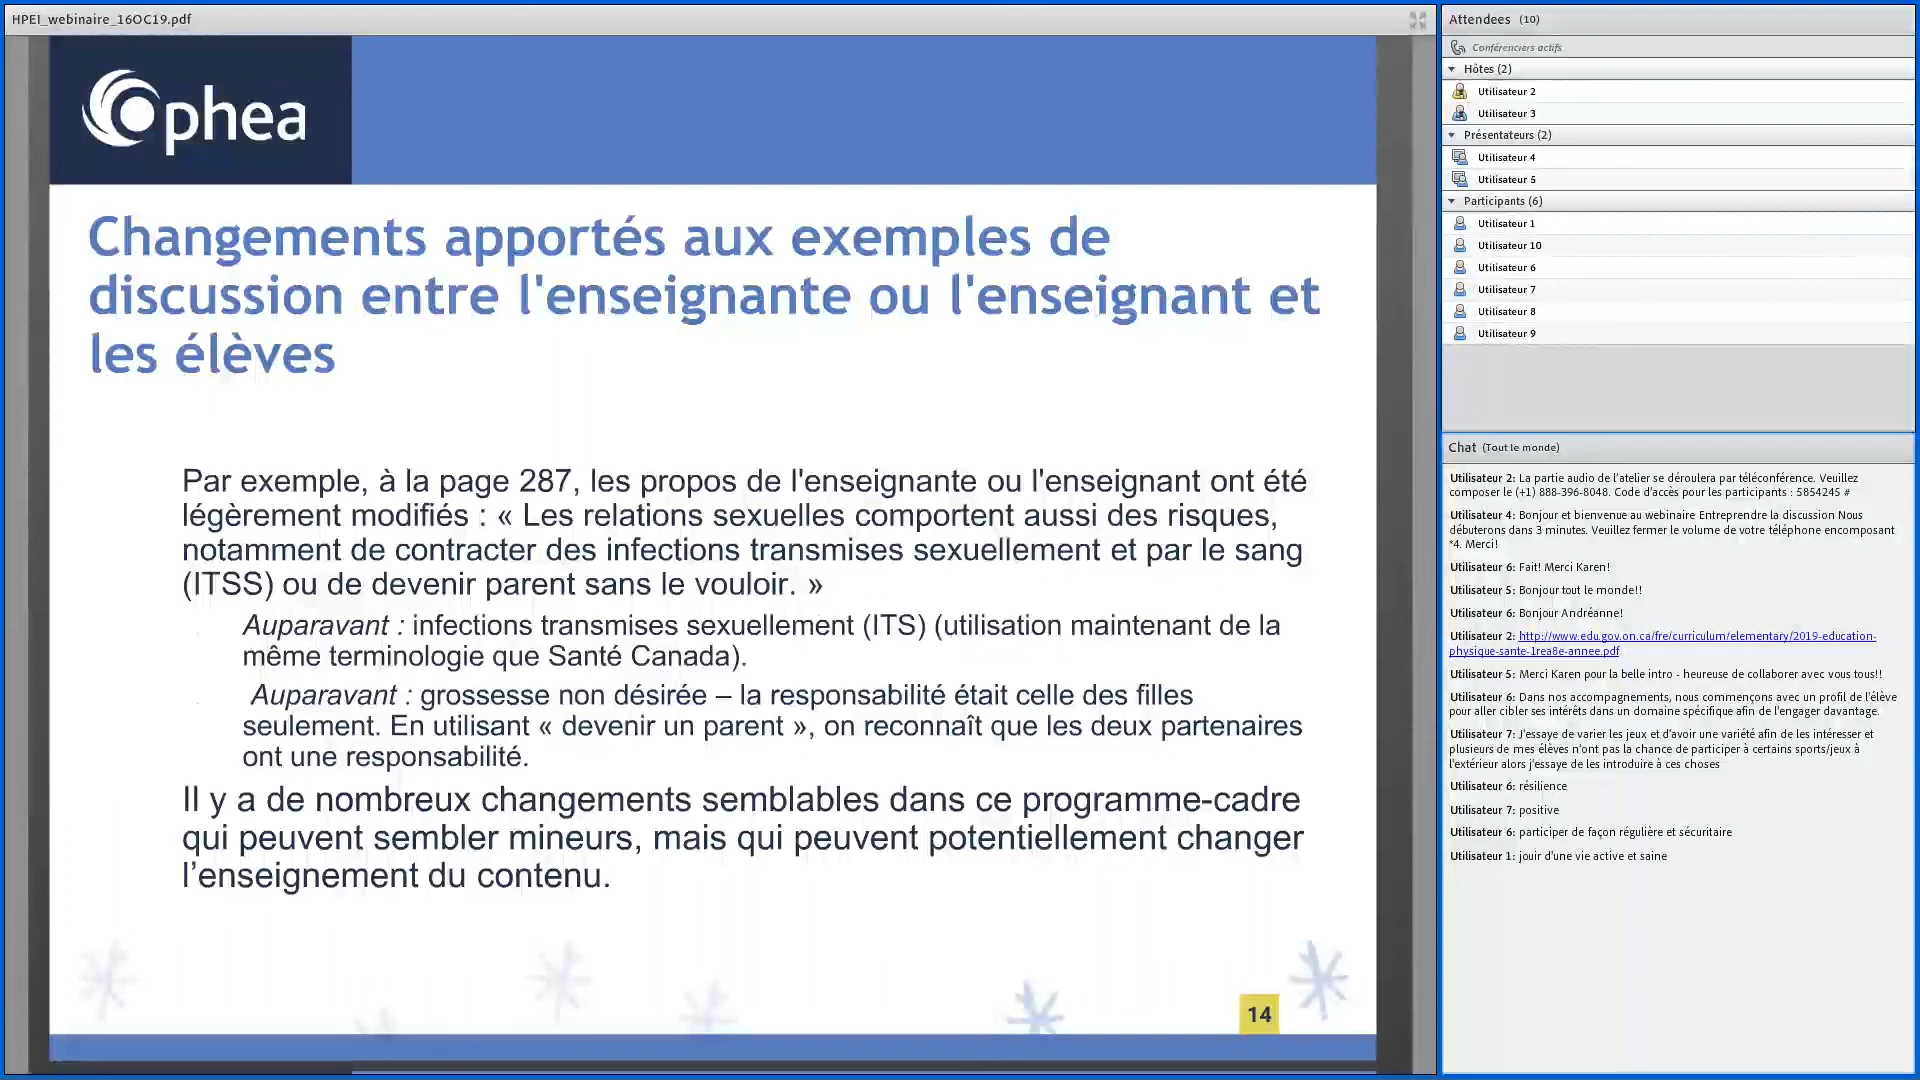 HPEI_webinaire_16OC19.pdf
Ophea
Changements apportés aux exemples de
discussion entre l'enseignante ou l'enseignant et
les élèves
Par exemple, à la page 287, les propos de l'enseignante ou l'enseignant ont été
légèrement modifiés : « Les relations sexuelles comportent aussi des risques,
notamment de contracter des infections transmises sexuellement et par le sang
(ITSS) ou de devenir parent sans le vouloir. »
Auparavant : infections transmises sexuellement (ITS) (utilisation maintenant de la
même terminologie que Santé Canada).
Auparavant : grossesse non désirée – la responsabilité était celle des filles
seulement. En utilisant « devenir un parent », on reconnaît que les deux partenaires
ont une responsabilité.
Il y a de nombreux changements semblables dans ce programme-cadre
qui peuvent sembler mineurs, mais qui peuvent potentiellement changer
l’enseignement du contenu.
14
Attendees (10)
Conférenciers actifs
Hôtes (2)
Utilisateur 2
Utilisateur 3
Présentateurs (2)
Utilisateur 4
Utilisateur 5
Participants (6)
Utilisateur 1
Utilisateur 10
Utilisateur 6
Utilisateur 7
Utilisateur 8
Utilisateur 9
Chat (Tout le monde)
Utilisateur 2: La partie audio de l'atelier se déroulera par téléconférence. Veuillez
composer le (+1) 888-396-8048. Code d'accès pour les participants : 5854245 #
Utilisateur 4: Bonjour et bienvenue au webinaire Entreprendre la discussion Nous
débuterons dans 3 minutes. Veuillez fermer le volume de votre téléphone encomposant
*4. Merci!
Utilisateur 6: Fait! Merci Karen!
Utilisateur 5: Bonjour tout le monde!!
Utilisateur 6: Bonjour Andréanne!
Utilisateur 2: http://www.edu.gov.on.ca/fre/curriculum/elementary/2019-education-
physique-sante-1rea8e-annee.pdf
Utilisateur 5: Merci Karen pour la belle intro - heureuse de collaborer avec vous tous!!
Utilisateur 6: Dans nos accompagnements, nous commençons avec un profil de l'élève
pour aller cibler ses intérêts dans un domaine spécifique afin de l'engager davantage.
Utilisateur 7: J'essaye de varier les jeux et d'avoir une variété afin de les intéresser et
plusieurs de mes élèves n'ont pas la chance de participer à certains sports/jeux à
l'extérieur alors j'essaye de les introduire à ces choses
Utilisateur 6: résilience
Utilisateur 7: positive
Utilisateur 6: participer de façon régulière et sécuritaire
Utilisateur 1: jouir d'une vie active et saine